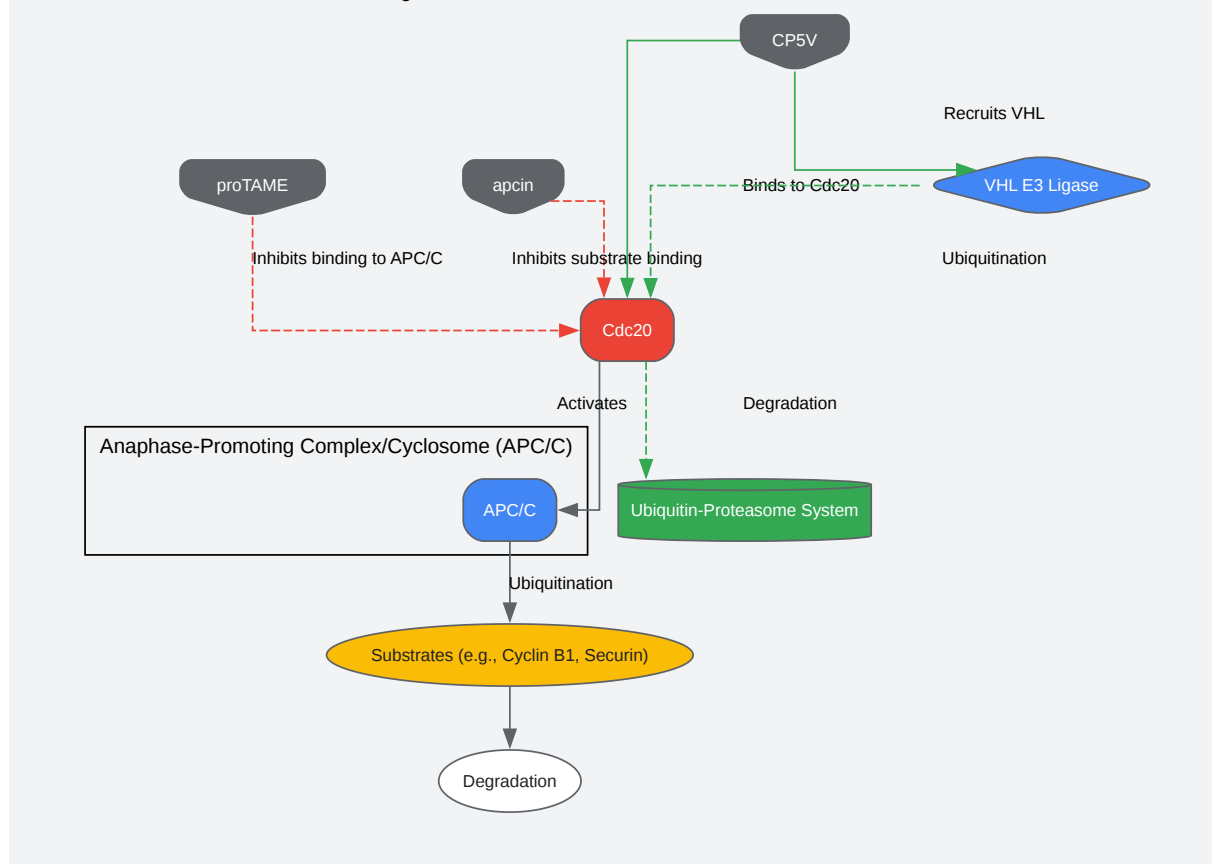 CP5V
Recruits VHL
proTAME
apcin
Binds to Cdc20
VHL E3 Ligase
Inhibits binding to APC/C
Inhibits substrate binding
Ubiquitination
Cdc20
Activates
Degradation
Anaphase-Promoting Complex/Cyclosome (APC/C)
APC/C
Ubiquitin-Proteasome System
Ubiquitination
Substrates (e.g., Cyclin B1, Securin)
Degradation